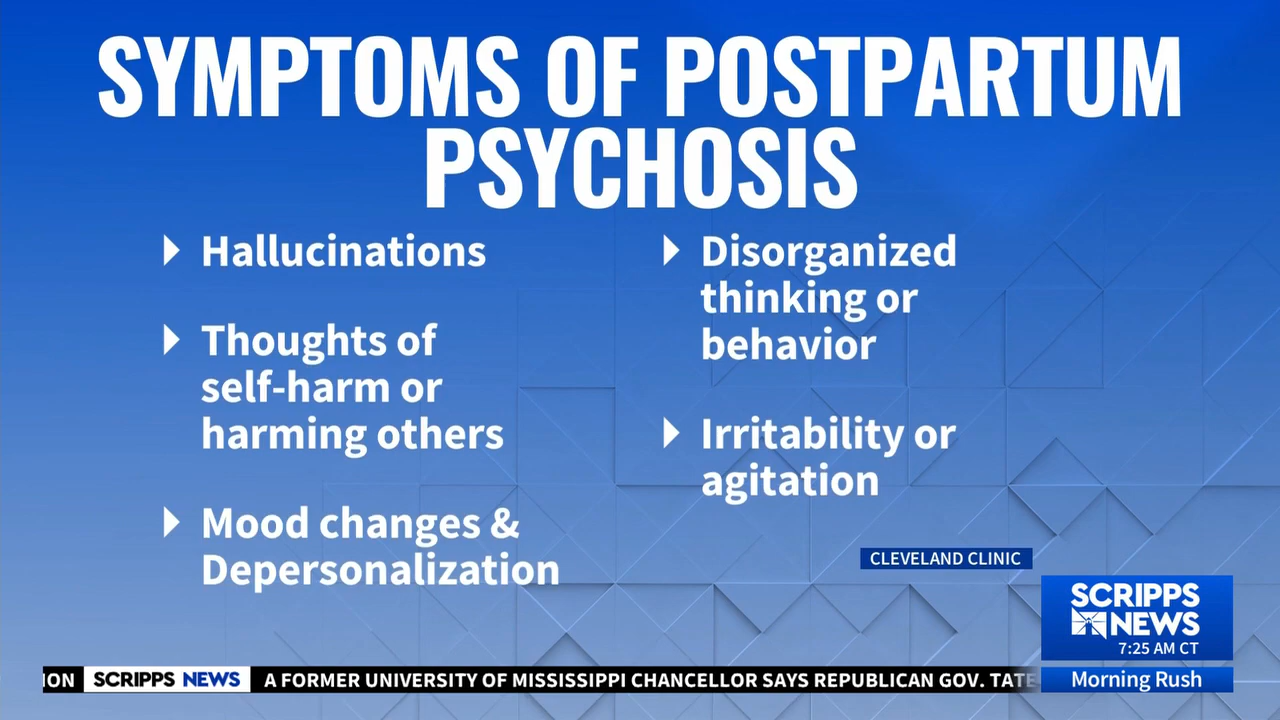 SYMPTOMS OF POSTPARTUM
PSYCHOSIS
Hallucinations
Thoughts of
self-harm or
harming others
Mood changes &
Depersonalization
Disorganized
thinking or
behavior
Irritability or
agitation
CLEVELAND CLINIC
SCRIPPS
NEWS
7:25 AM CT
Morning Rush
ION SCRIPPS NEWS A FORMER UNIVERSITY OF MISSISSIPPI CHANCELLOR SAYS REPUBLICAN GOV. TATE